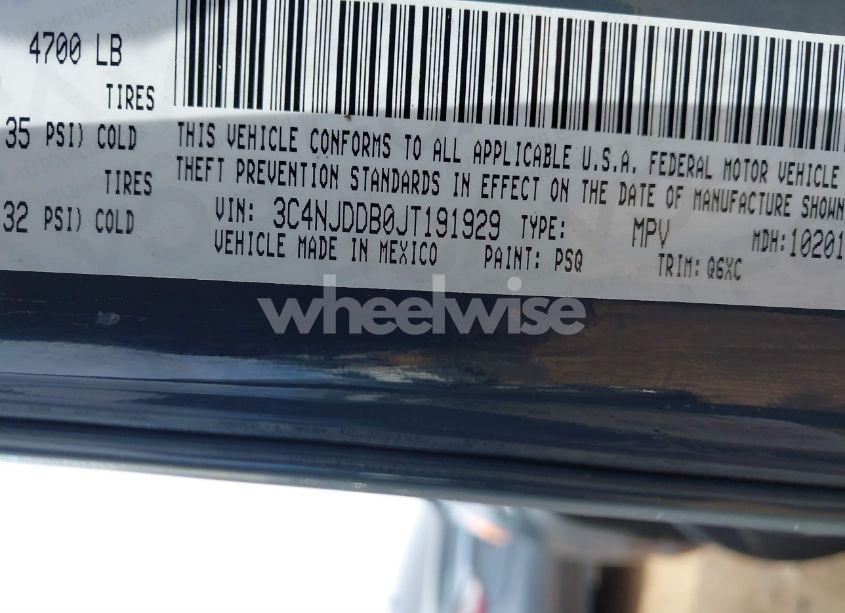 4700 LB
TIRES
35 PSI) COLD
TIRES
32 PSI) COLD
THIS VEHICLE CONFORMS TO ALL APPLICABLE U.S.A. FEDERAL MOTOR VEHICLE
THEFT PREVENTION STANDARDS IN EFFECT ON THE DATE OF MANUFACTURE SHOWN
VIN: 3C4NJDDB0JT191929 TYPE: MPV MDH:10201
VEHICLE MADE IN MEXICO PAINT: PSQ TRIM: Q6XC
wheelwise